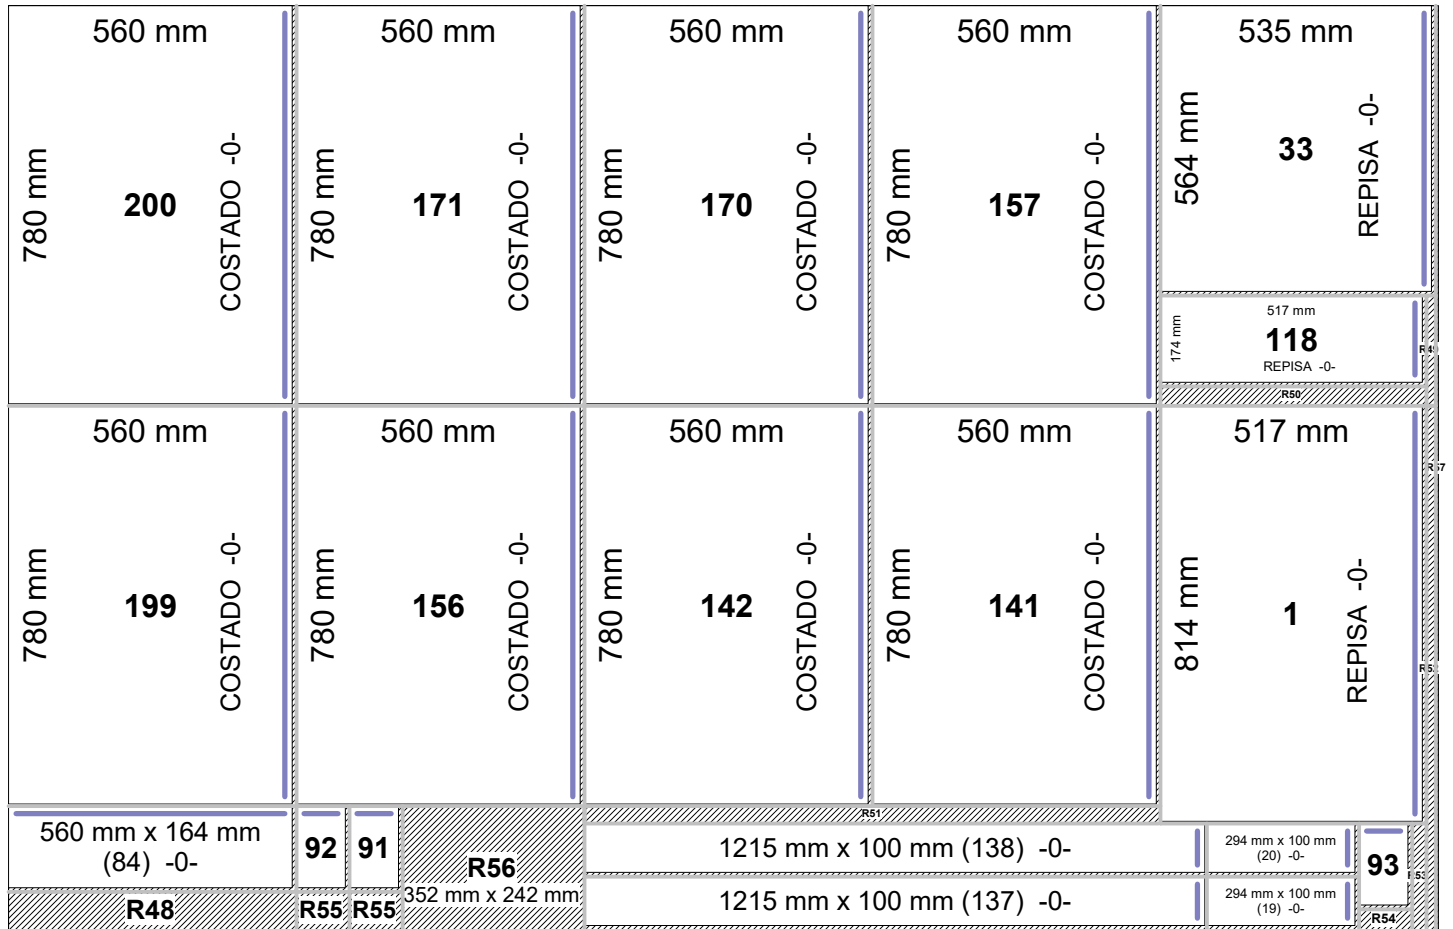 560 mm
780 mm
200
COSTADO -0-
560 mm
780 mm
171
COSTADO -0-
560 mm
780 mm
170
COSTADO -0-
560 mm
780 mm
157
COSTADO -0-
535 mm
564 mm
33
REPISA -0-
517 mm
174 mm
118
REPISA -0-
R49
R50
560 mm
780 mm
199
COSTADO -0-
560 mm
780 mm
156
COSTADO -0-
560 mm
780 mm
142
COSTADO -0-
560 mm
780 mm
141
COSTADO -0-
517 mm
814 mm
1
REPISA -0-
R57
R52
560 mm x 164 mm
(84) -0-
R48
92
R55
91
R55
R56
352 mm x 242 mm
R51
1215 mm x 100 mm (138) -0-
294 mm x 100 mm
(20) -0-
1215 mm x 100 mm (137) -0-
294 mm x 100 mm
(19) -0-
93
R53
R54